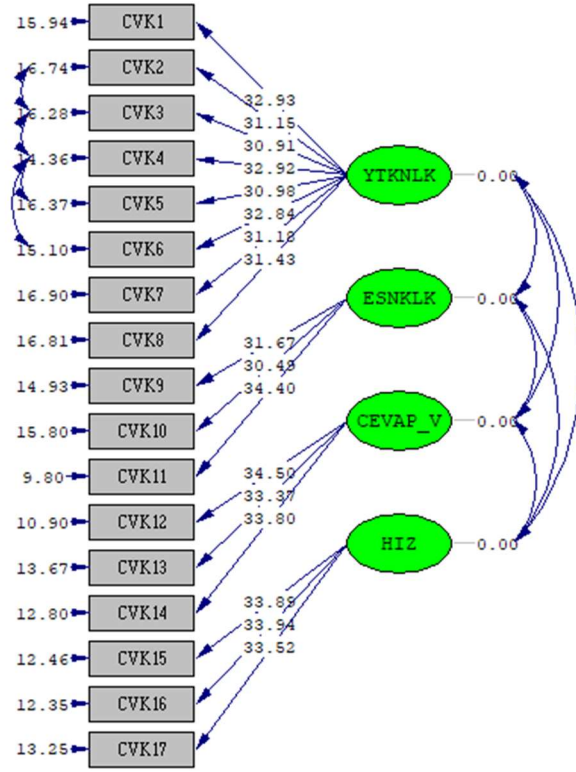 15.94 CVK1
16.74 CVK2
16.28 CVK3
14.36 CVK4
16.37 CVK5
15.10 CVK6
16.90 CVK7
16.81 CVK8
14.93 CVK9
15.80 CVK10
9.80 CVK11
10.90 CVK12
13.67 CVK13
12.80 CVK14
12.46 CVK15
12.35 CVK16
13.25 CVK17
32.93
31.15
30.91
32.92
30.98
32.84
31.18
31.43
31.67
30.49
34.40
34.50
33.37
33.80
33.89
33.94
33.52
YTKNLK 0.00
ESNKLK 0.00
CEVAP_V 0.00
HIZ 0.00